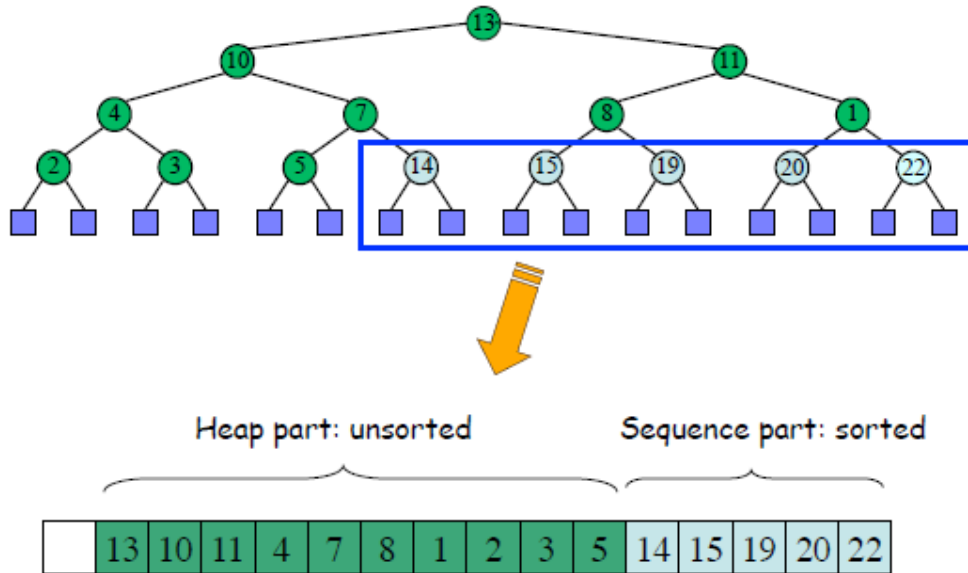 13
10 11
4 7 8 1
2 3 5 14 15 19 20 22
Heap part: unsorted Sequence part: sorted
13 10 11 4 7 8 1 2 3 5 14 15 19 20 22